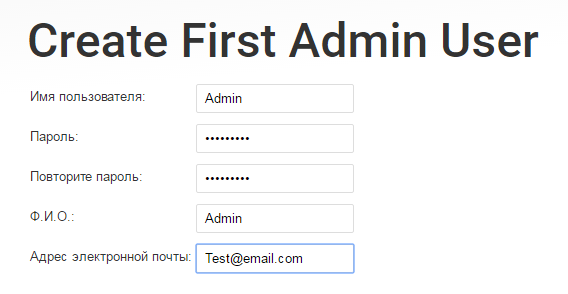 Create First Admin User
Имя пользователя: Admin
Пароль: •••••••••
Повторите пароль: •••••••••
Ф.И.О.: Admin
Адрес электронной почты: Test@email.com